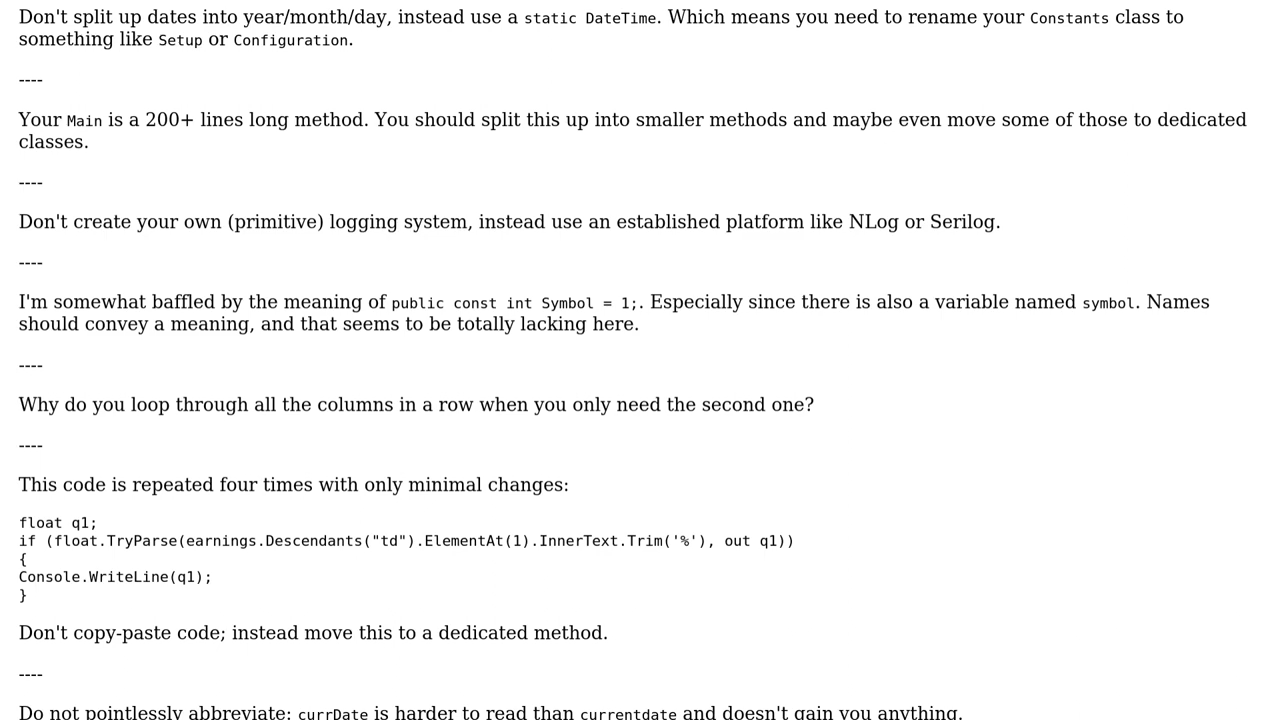 Don't split up dates into year/month/day, instead use a static DateTime. Which means you need to rename your Constants class to
something like Setup or Configuration.
----
Your Main is a 200+ lines long method. You should split this up into smaller methods and maybe even move some of those to dedicated
classes.
----
Don't create your own (primitive) logging system, instead use an established platform like NLog or Serilog.
----
I'm somewhat baffled by the meaning of public const int Symbol = 1;. Especially since there is also a variable named symbol. Names
should convey a meaning, and that seems to be totally lacking here.
----
Why do you loop through all the columns in a row when you only need the second one?
----
This code is repeated four times with only minimal changes:
float q1;
if (float.TryParse(earnings.Descendants("td").ElementAt(1).InnerText.Trim('%'), out q1))
{
Console.WriteLine(q1);
}
Don't copy-paste code; instead move this to a dedicated method.
----
Do not pointlessly abbreviate: currDate is harder to read than currentdate and doesn't gain you anything.